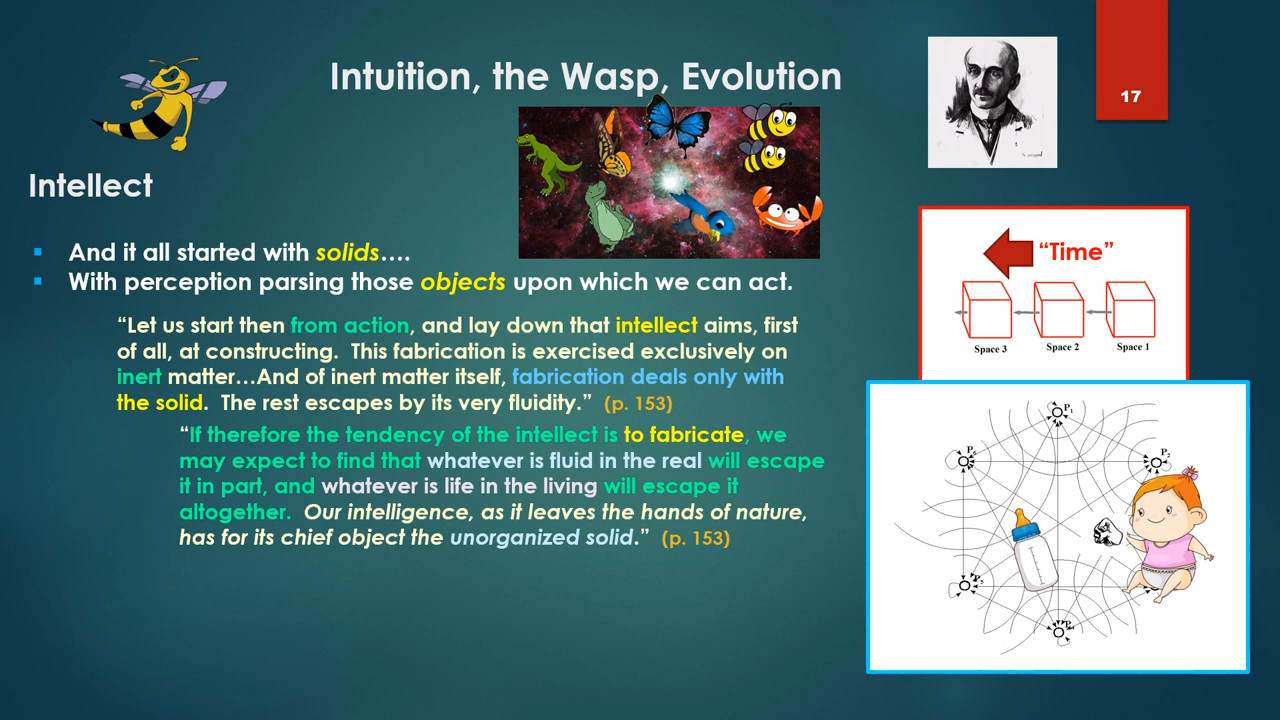 Intuition, the Wasp, Evolution
17
Intellect
▪ And it all started with solids….
▪ With perception parsing those objects upon which we can act.
“Let us start then from action, and lay down that intellect aims, first
of all, at constructing.  This fabrication is exercised exclusively on
inert matter…And of inert matter itself, fabrication deals only with
the solid.  The rest escapes by its very fluidity.”  (p. 153)
“If therefore the tendency of the intellect is to fabricate, we
may expect to find that whatever is fluid in the real will escape
it in part, and whatever is life in the living will escape it
altogether.  Our intelligence, as it leaves the hands of nature,
has for its chief object the unorganized solid.”  (p. 153)
“Time”
Space 3 Space 2 Space 1
P1
P2
P5